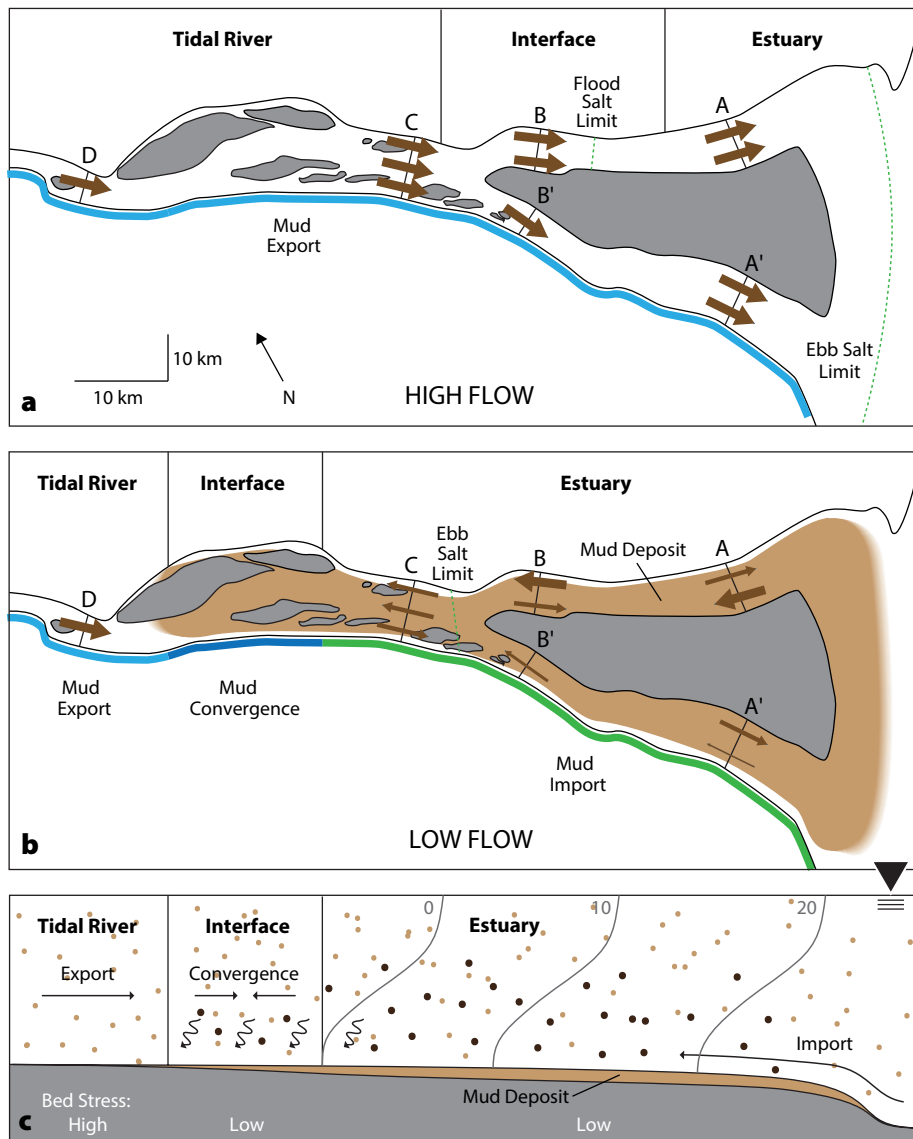 Tidal River
Interface
Estuary
Flood
Salt
Limit
A
B
C
D
B'
Mud
Export
A'
Ebb Salt
Limit
10 km
10 km
N
a
HIGH FLOW
Tidal River
Interface
Estuary
Ebb
Salt
Limit
Mud Deposit
A
B
C
D
B'
Mud
Export
Mud
Convergence
A'
Mud
Import
b
LOW FLOW
0
10
20
Tidal River
Interface
Estuary
Export
Convergence
Import
Mud Deposit
Bed Stress:
High
Low
Low
c